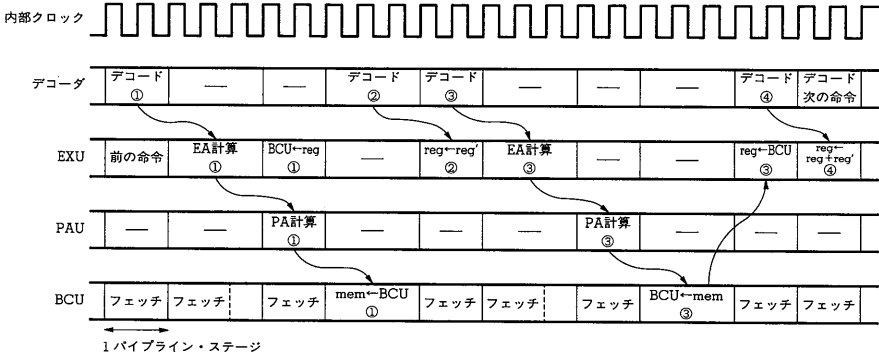 内部クロック
デコーダ
デコード ①
―
―
デコード ②
デコード ③
―
―
―
デコード ④
デコード 次の命令
EXU
前の命令
EA計算 ①
BCU←reg ①
―
reg←reg′ ②
EA計算 ③
―
―
reg←BCU ③
reg← reg+reg′ ④
PAU
―
―
PA計算 ①
―
―
―
PA計算 ③
―
―
―
BCU
フェッチ
フェッチ
フェッチ
mem←BCU ①
フェッチ
フェッチ
フェッチ
BCU←mem ③
フェッチ
フェッチ
1パイプライン・ステージ